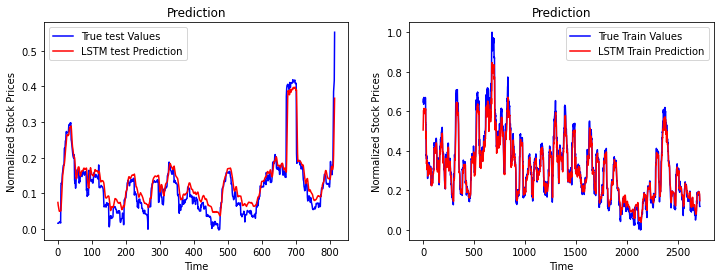 Prediction
True test Values
LSTM test Prediction
Normalized Stock Prices
0.5
0.4
0.3
0.2
0.1
0.0
0 100 200 300 400 500 600 700 800
Time
Prediction
True Train Values
LSTM Train Prediction
Normalized Stock Prices
1.0
0.8
0.6
0.4
0.2
0.0
0 500 1000 1500 2000 2500
Time